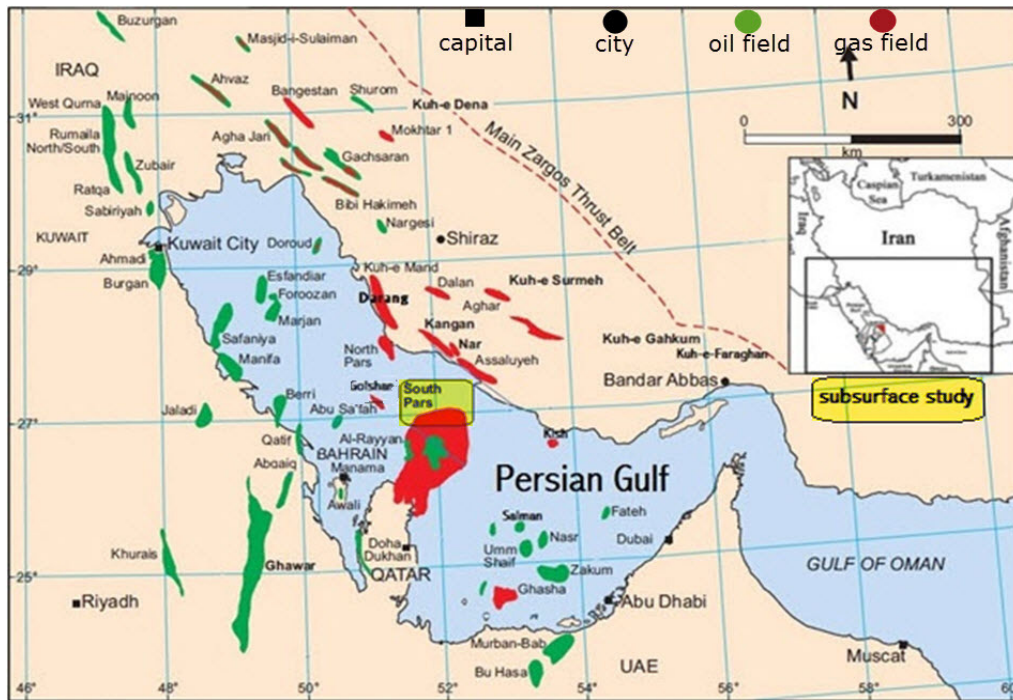 Buzurgan
capital
city
oil field
gas field
Masjid-i-Sulaiman
IRAQ
Ahvaz
Bangestan
Shurom
Kuh-e Dena
N
West Qurna
Majnoon
31°
Rumaila
North/South
Agha Jari
Mokhtar 1
Main Zargos Thrust Belt
0
300
km
Zubair
Gachsaran
Ratqa
Sabiriyah
Bibi Hakimeh
Nargesi
Caspian
Sea
Turkamenistan
Iraq
Iran
Afghanistan
KUWAIT
Kuwait City
Doroud
Shiraz
Ahmadi
29°
Burgan
Esfandiar
Foroozan
Marjan
Kuh-e Mand
Darang
Dalan
Kuh-e Surmeh
Aghar
Safaniya
Manifa
Kangan
Nar
North
Pars
Assaluyeh
Kuh-e Gahkum
Kuh-e-Faraghan
Golshae
South
Pars
Bandar Abbas
subsurface study
Jaladi
Berri
Abu Sa'fah
27°
Qatif
Al-Rayyan
Kish
BAHRAIN
Manama
Abqaiq
Awali
Persian Gulf
Salman
Fateh
Khurais
Doha
Dukhan
Umm
Shaif
Nasr
Dubai
25°
Ghawar
QATAR
Zakum
GULF OF OMAN
Ghasha
Riyadh
Abu Dhabi
Murban-Bab
Bu Hasa
UAE
Muscat
46°
48°
50°
52°
54°
56°
58°